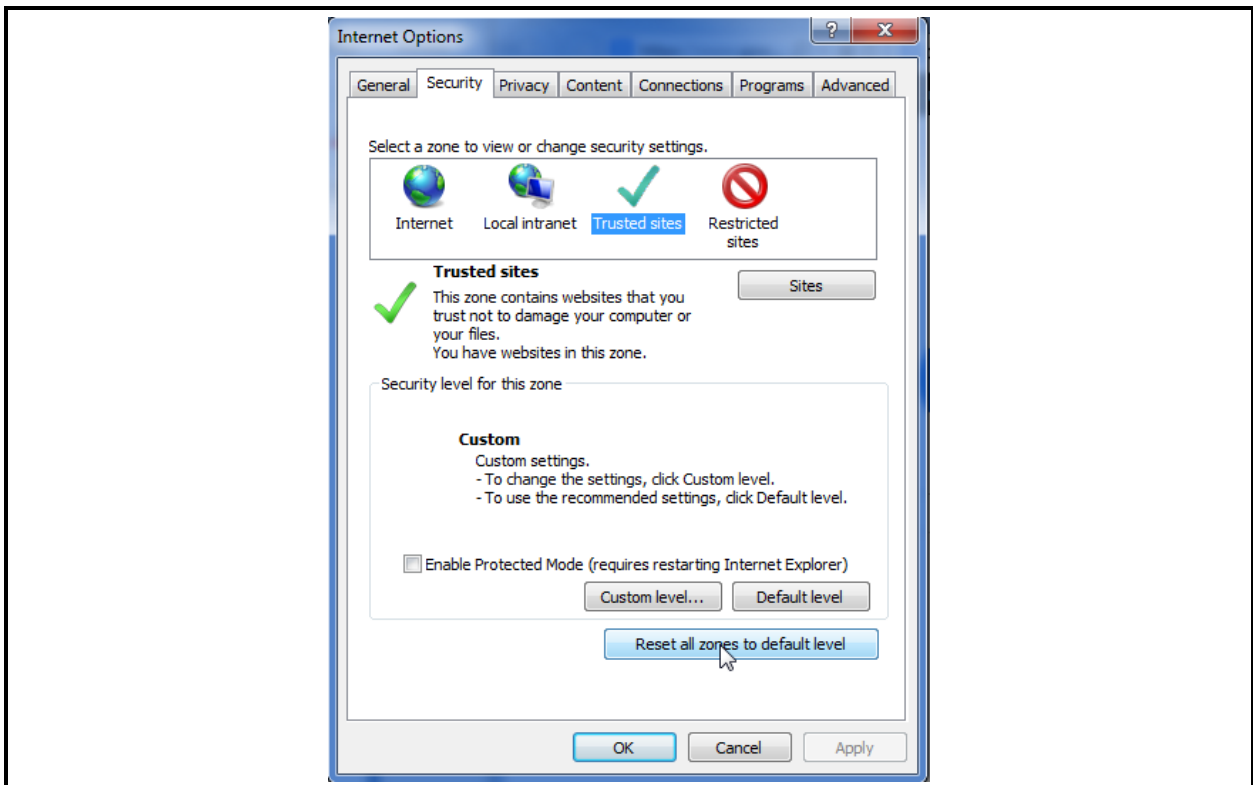 Internet Options
?
X
General Security Privacy Content Connections Programs Advanced
Select a zone to view or change security settings.
Internet Local intranet Trusted sites Restricted
sites
Trusted sites
Sites
This zone contains websites that you
trust not to damage your computer or
your files.
You have websites in this zone.
Security level for this zone
Custom
Custom settings.
- To change the settings, click Custom level.
- To use the recommended settings, click Default level.
Enable Protected Mode (requires restarting Internet Explorer)
Custom level... Default level
Reset all zones to default level
OK Cancel Apply